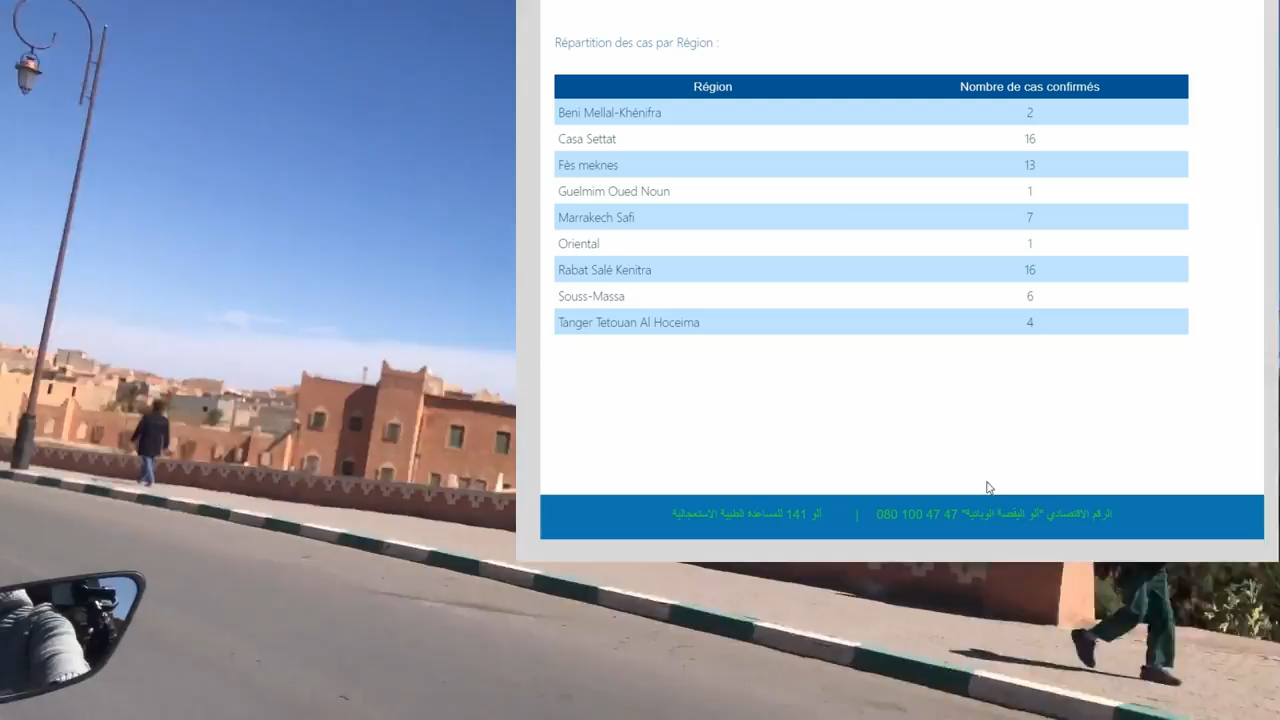 Répartition des cas par Région :
Région Nombre de cas confirmés
Beni Mellal-Khénifra 2
Casa Settat 16
Fès meknes 13
Guelmim Oued Noun 1
Marrakech Safi 7
Oriental 1
Rabat Salé Kenitra 16
Souss-Massa 6
Tanger Tetouan Al Hoceima 4
الرقم الاقتصادي "ألو اليقظة الوبائية" 080 100 47 47 | ألو 141 للمساعدة الطبية الاستعجالية